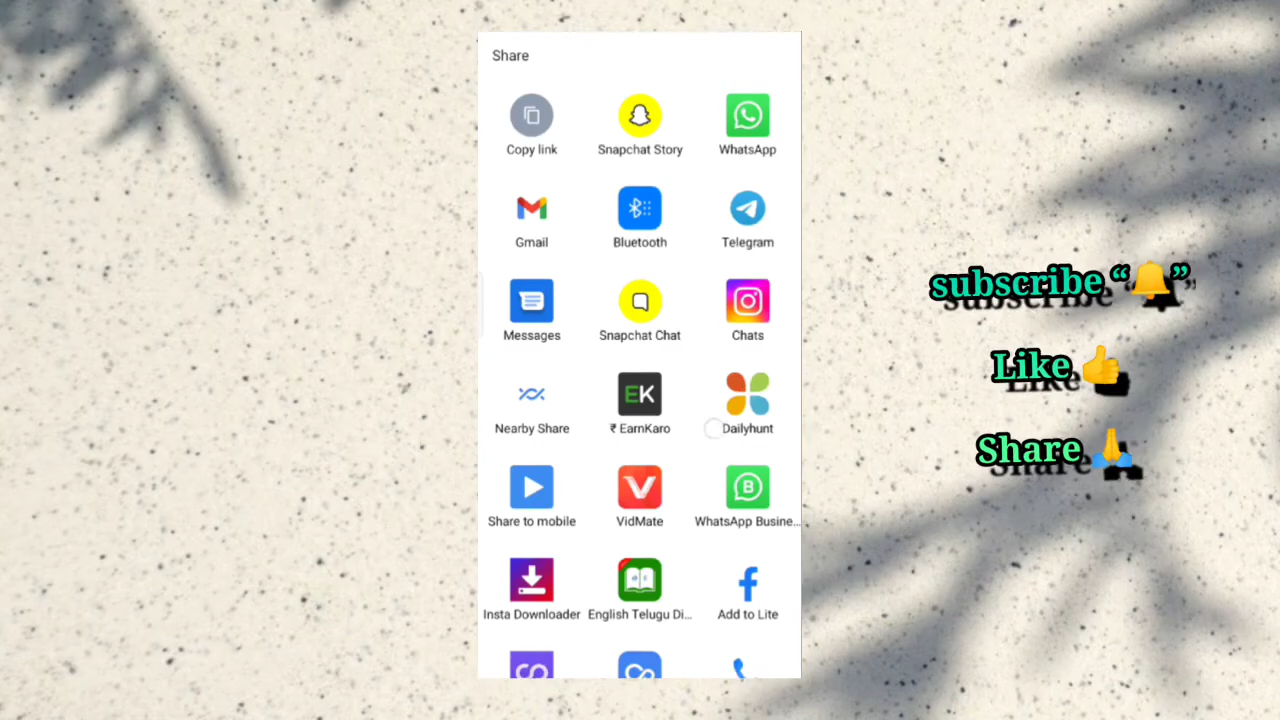 Share
Copy link
Snapchat Story
WhatsApp
Gmail
Bluetooth
Telegram
Messages
Snapchat Chat
Chats
EK
Nearby Share
₹ EarnKaro
Dailyhunt
B
Share to mobile
VidMate
WhatsApp Busine...
Insta Downloader
English Telugu Di...
Add to Lite
subscribe “🔔”
Like 👍
Share 🙏